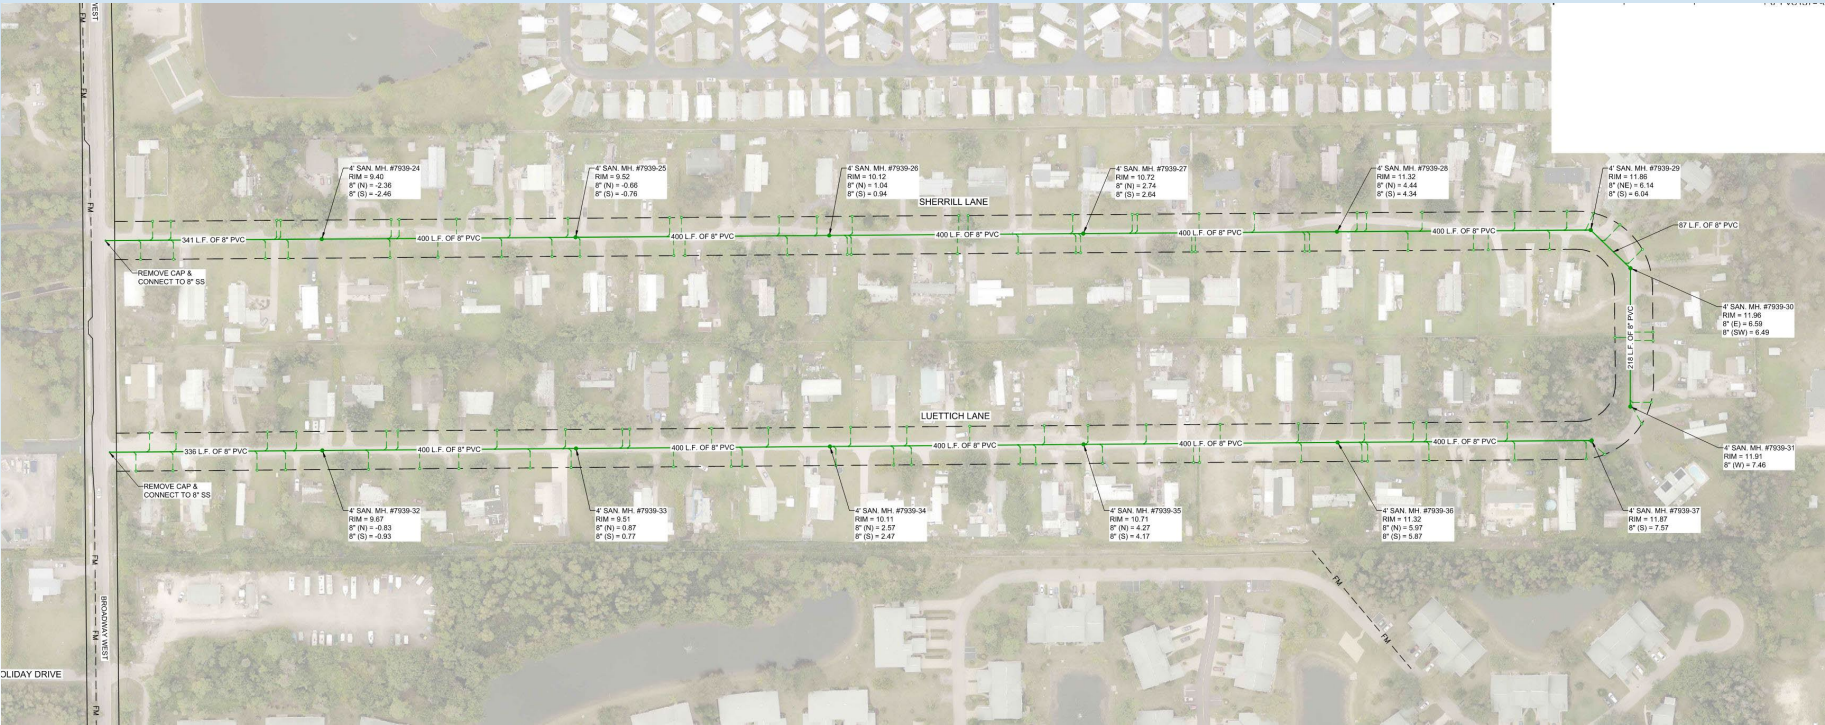 WEST
FM
FM
4' SAN. MH. #7939-24
RIM = 9.40
8" (N) = -2.36
8" (S) = -2.46
4' SAN. MH. #7939-25
RIM = 9.52
8" (N) = -0.66
8" (S) = -0.76
4' SAN. MH. #7939-26
RIM = 10.12
8" (N) = 1.04
8" (S) = 0.94
4' SAN. MH. #7939-27
RIM = 10.72
8" (N) = 2.74
8" (S) = 2.64
4' SAN. MH. #7939-28
RIM = 11.32
8" (N) = 4.44
8" (S) = 4.34
4' SAN. MH. #7939-29
RIM = 11.86
8" (NE) = 6.14
8" (S) = 6.04
SHERRILL LANE
87 L.F. OF 8" PVC
341 L.F. OF 8" PVC
400 L.F. OF 8" PVC
400 L.F. OF 8" PVC
400 L.F. OF 8" PVC
400 L.F. OF 8" PVC
400 L.F. OF 8" PVC
REMOVE CAP &
CONNECT TO 8" SS
4' SAN. MH. #7939-30
RIM = 11.96
8" (E) = 6.59
8" (SW) = 6.49
218 L.F. OF 8" PVC
LUETTICH LANE
336 L.F. OF 8" PVC
400 L.F. OF 8" PVC
400 L.F. OF 8" PVC
400 L.F. OF 8" PVC
400 L.F. OF 8" PVC
400 L.F. OF 8" PVC
4' SAN. MH. #7939-31
RIM = 11.91
8" (W) = 7.46
REMOVE CAP &
CONNECT TO 8" SS
4' SAN. MH. #7939-32
RIM = 9.67
8" (N) = -0.83
8" (S) = -0.93
4' SAN. MH. #7939-33
RIM = 9.51
8" (N) = 0.87
8" (S) = 0.77
4' SAN. MH. #7939-34
RIM = 10.11
8" (N) = 2.57
8" (S) = 2.47
4' SAN. MH. #7939-35
RIM = 10.71
8" (N) = 4.27
8" (S) = 4.17
4' SAN. MH. #7939-36
RIM = 11.32
8" (N) = 5.97
8" (S) = 5.87
4' SAN. MH. #7939-37
RIM = 11.87
8" (S) = 7.57
FM
FM
FM
BROADWAY WEST
FM
FM
OLIDAY DRIVE
FM